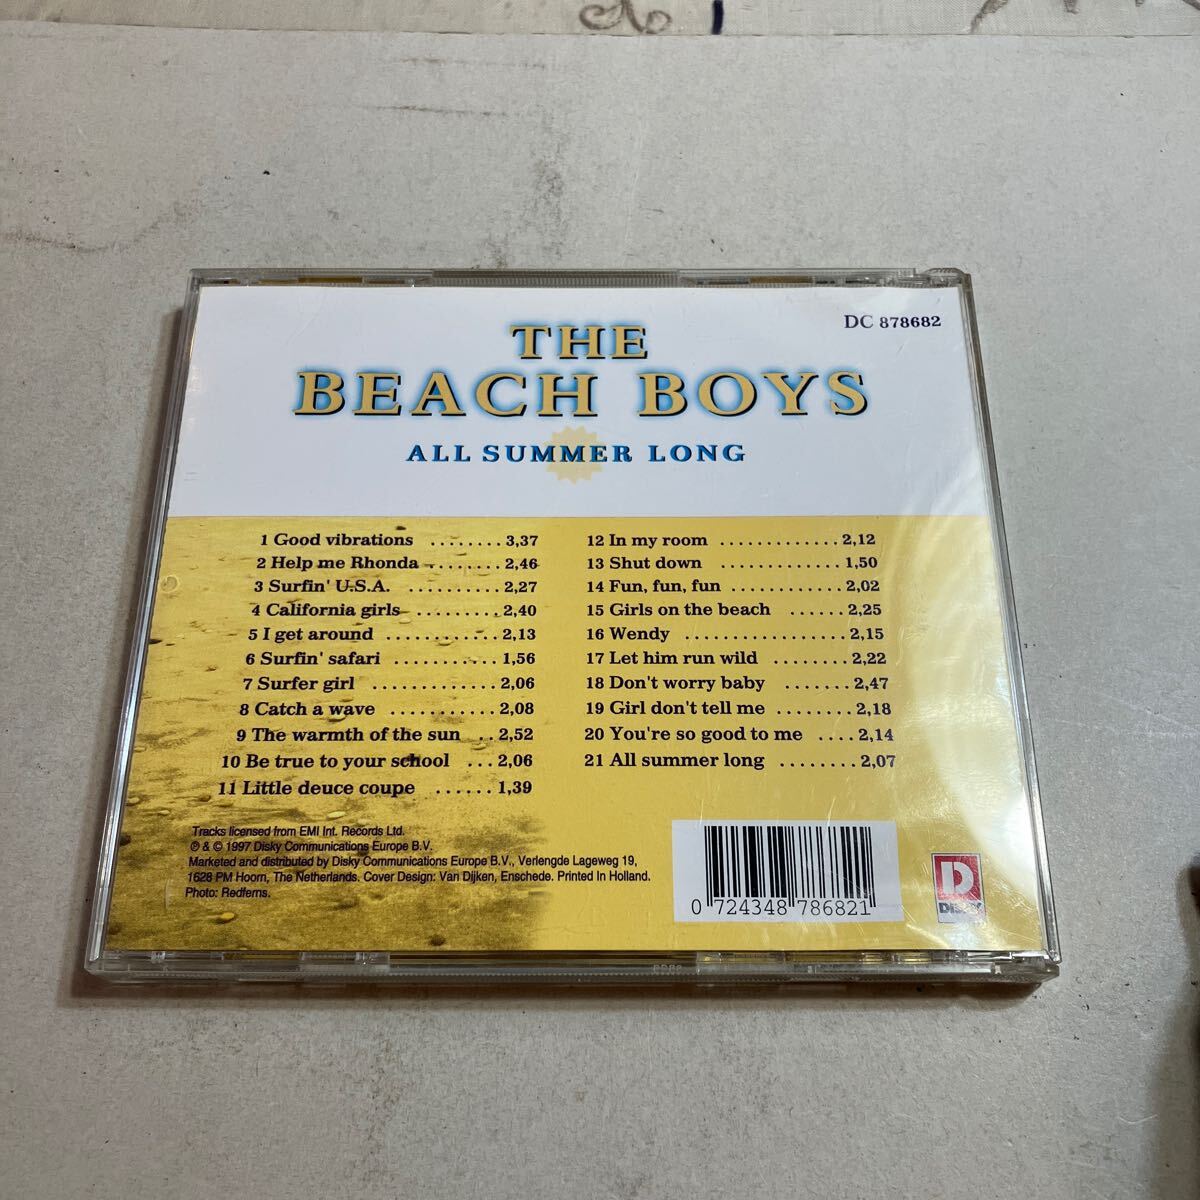 DC 878682
THE
BEACH BOYS
ALL SUMMER LONG
1 Good vibrations ........ 3,37
2 Help me Rhonda ........ 2,46
3 Surfin' U.S.A. .......... 2,27
4 California girls ......... 2,40
5 I get around ............ 2,13
6 Surfin' safari ........... 1,56
7 Surfer girl ............. 2,06
8 Catch a wave ........... 2,08
9 The warmth of the sun .. 2,52
10 Be true to your school ... 2,06
11 Little deuce coupe ...... 1,39
12 In my room ............. 2,12
13 Shut down ............. 1,50
14 Fun, fun, fun ............ 2,02
15 Girls on the beach ...... 2,25
16 Wendy ................. 2,15
17 Let him run wild ........ 2,22
18 Don't worry baby ....... 2,47
19 Girl don't tell me ........ 2,18
20 You're so good to me .... 2,14
21 All summer long ........ 2,07
Tracks licensed from EMI Int. Records Ltd.
℗ & © 1997 Disky Communications Europe B.V.
Marketed and distributed by Disky Communications Europe B.V., Verlengde Lageweg 19,
1628 PM Hoorn, The Netherlands. Cover Design: Van Dijken, Enschede. Printed In Holland.
Photo: Redferns.
0 724348 786821
D
DISKY